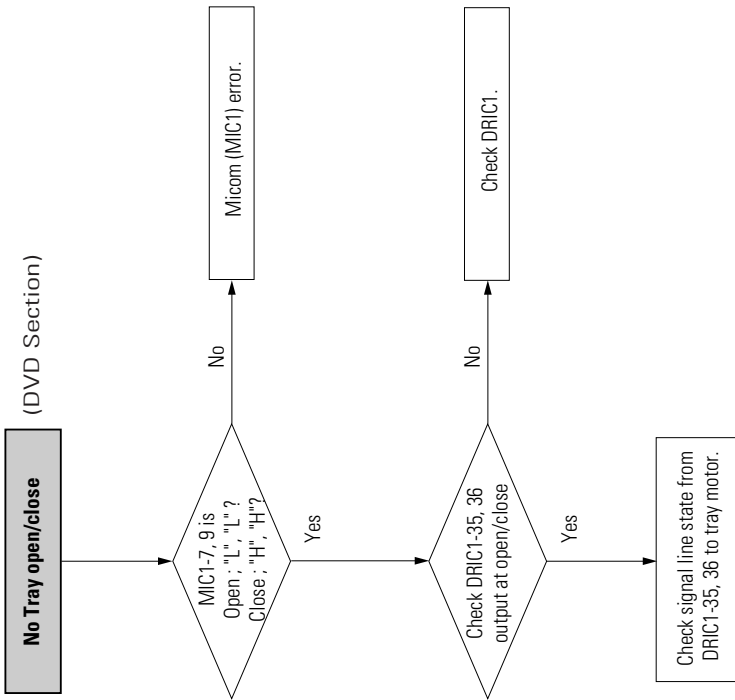 No Tray open/close
(DVD Section)
MIC1-7, 9 is
Open ; "L", "L" ?
Close ; "H", "H"?
No
Micom (MIC1) error.
Yes
Check DRIC1-35, 36
output at open/close
No
Check DRIC1.
Yes
Check signal line state from
DRIC1-35, 36 to tray motor.